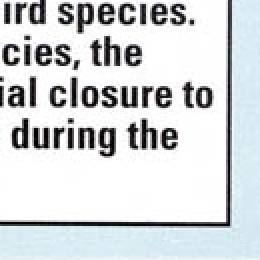 ird species.
cies, the
ial closure to
during the